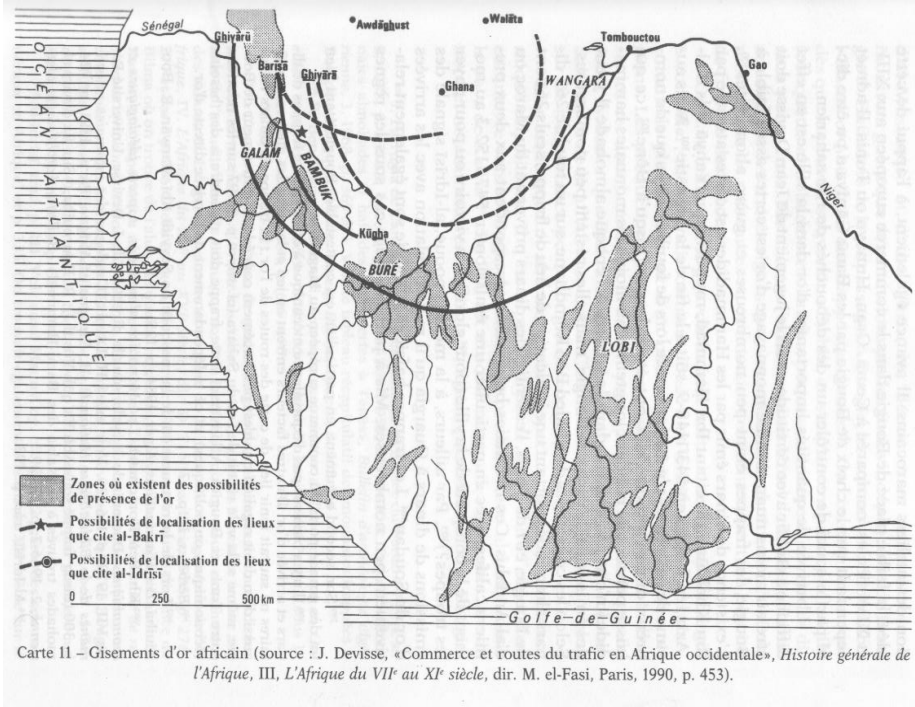 Sénégal
Ghiyārū
Awdāghust
Walāta
Tombouctou
Barīsā
Ghiyārā
Ghana
WANGARA
Gao
OCÉAN ATLANTIQUE
GALAM
BAMBUK
Niger
Kūgha
BURÉ
LOBI
Zones où existent des possibilités
de présence de l'or
Possibilités de localisation des lieux
que cite al-Bakrī
Possibilités de localisation des lieux
que cite al-Idrīsī
0 250 500 km
Golfe-de-Guinée
Carte 11 – Gisements d'or africain (source : J. Devisse, «Commerce et routes du trafic en Afrique occidentale», Histoire générale de
l'Afrique, III, L'Afrique du VIIe au XIe siècle, dir. M. el-Fasi, Paris, 1990, p. 453).